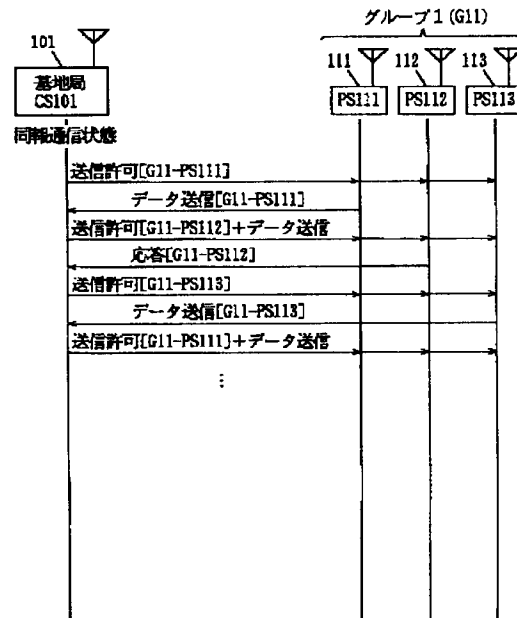 グループ1(G11)
101
111
112
113
基地局
CS101
PS111
PS112
PS113
同報通信状態
送信許可[G11-PS111]
データ送信[G11-PS111]
送信許可[G11-PS112]+データ送信
応答[G11-PS112]
送信許可[G11-PS113]
データ送信[G11-PS113]
送信許可[G11-PS111]+データ送信
⋮